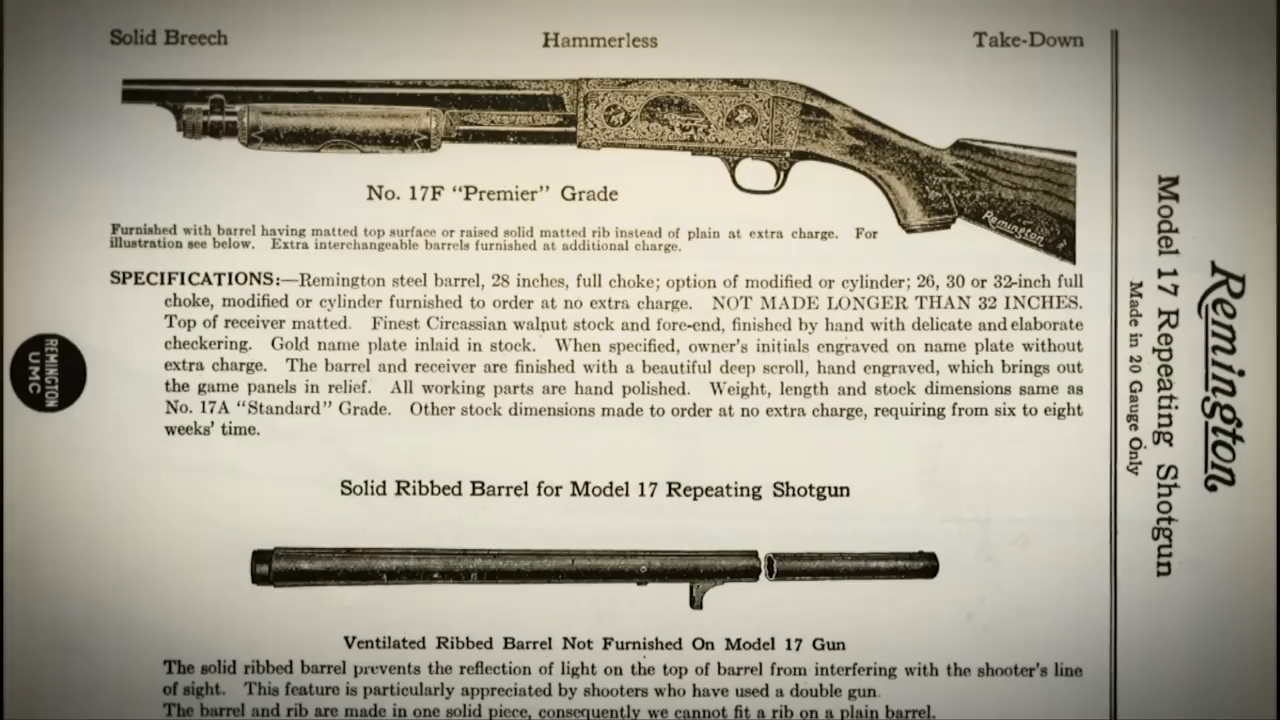 Solid Breech
Hammerless
Take-Down
Remington
No. 17F "Premier" Grade
Furnished with barrel having matted top surface or raised solid matted rib instead of plain at extra charge. For
illustration see below. Extra interchangeable barrels furnished at additional charge.
SPECIFICATIONS:—Remington steel barrel, 28 inches, full choke; option of modified or cylinder; 26, 30 or 32-inch full
choke, modified or cylinder furnished to order at no extra charge. NOT MADE LONGER THAN 32 INCHES.
Top of receiver matted. Finest Circassian walnut stock and fore-end, finished by hand with delicate and elaborate
checkering. Gold name plate inlaid in stock. When specified, owner's initials engraved on name plate without
extra charge. The barrel and receiver are finished with a beautiful deep scroll, hand engraved, which brings out
the game panels in relief. All working parts are hand polished. Weight, length and stock dimensions same as
No. 17A "Standard" Grade. Other stock dimensions made to order at no extra charge, requiring from six to eight
weeks' time.
Solid Ribbed Barrel for Model 17 Repeating Shotgun
Ventilated Ribbed Barrel Not Furnished On Model 17 Gun
The solid ribbed barrel prevents the reflection of light on the top of barrel from interfering with the shooter's line
of sight. This feature is particularly appreciated by shooters who have used a double gun.
The barrel and rib are made in one solid piece, consequently we cannot fit a rib on a plain barrel.
REMINGTON
UMC
Remington
Model 17 Repeating Shotgun
Made in 20 Gauge Only